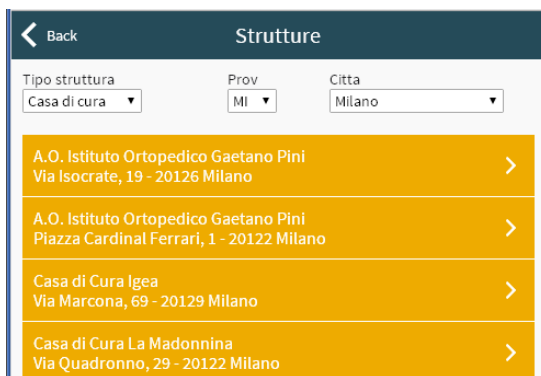 Back
Strutture
Tipo struttura
Prov
Citta
Casa di cura
MI
Milano
A.O. Istituto Ortopedico Gaetano Pini
Via Isocrate, 19 - 20126 Milano
A.O. Istituto Ortopedico Gaetano Pini
Piazza Cardinal Ferrari, 1 - 20122 Milano
Casa di Cura Igea
Via Marcona, 69 - 20129 Milano
Casa di Cura La Madonnina
Via Quadronno, 29 - 20122 Milano